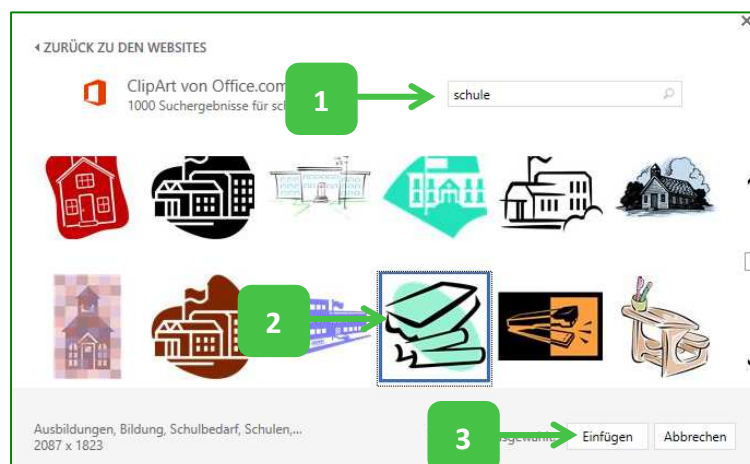 ZURÜCK ZU DEN WEBSITES
ClipArt von Office.com
1000 Suchergebnisse für
1
schule
2
Ausbildungen, Bildung, Schulbedarf, Schulen,...
2087 x 1823
3
Einfügen
Abbrechen